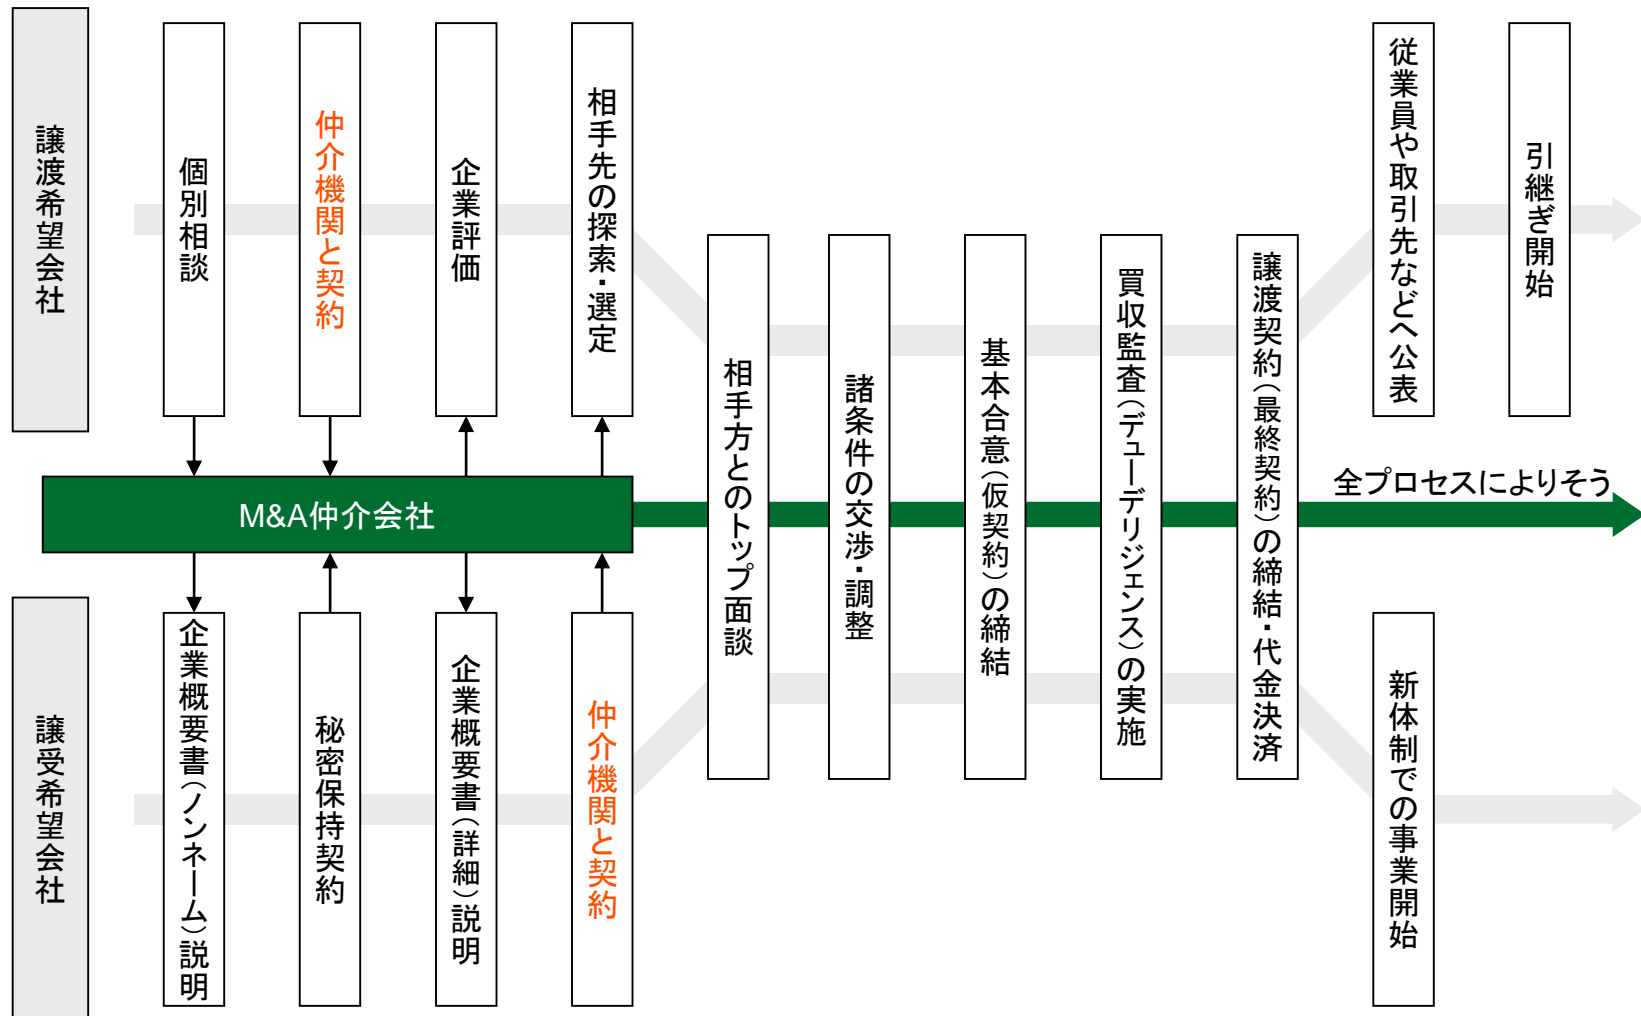 譲渡希望会社
個別相談
仲介機関と契約
企業評価
相手先の探索・選定
M&A仲介会社
譲受希望会社
企業概要書（ノンネーム）説明
秘密保持契約
企業概要書（詳細）説明
仲介機関と契約
相手方とのトップ面談
諸条件の交渉・調整
基本合意（仮契約）の締結
買収監査（デューデリジェンス）の実施
譲渡契約（最終契約）の締結・代金決済
従業員や取引先などへ公表
引継ぎ開始
全プロセスによりそう
新体制での事業開始